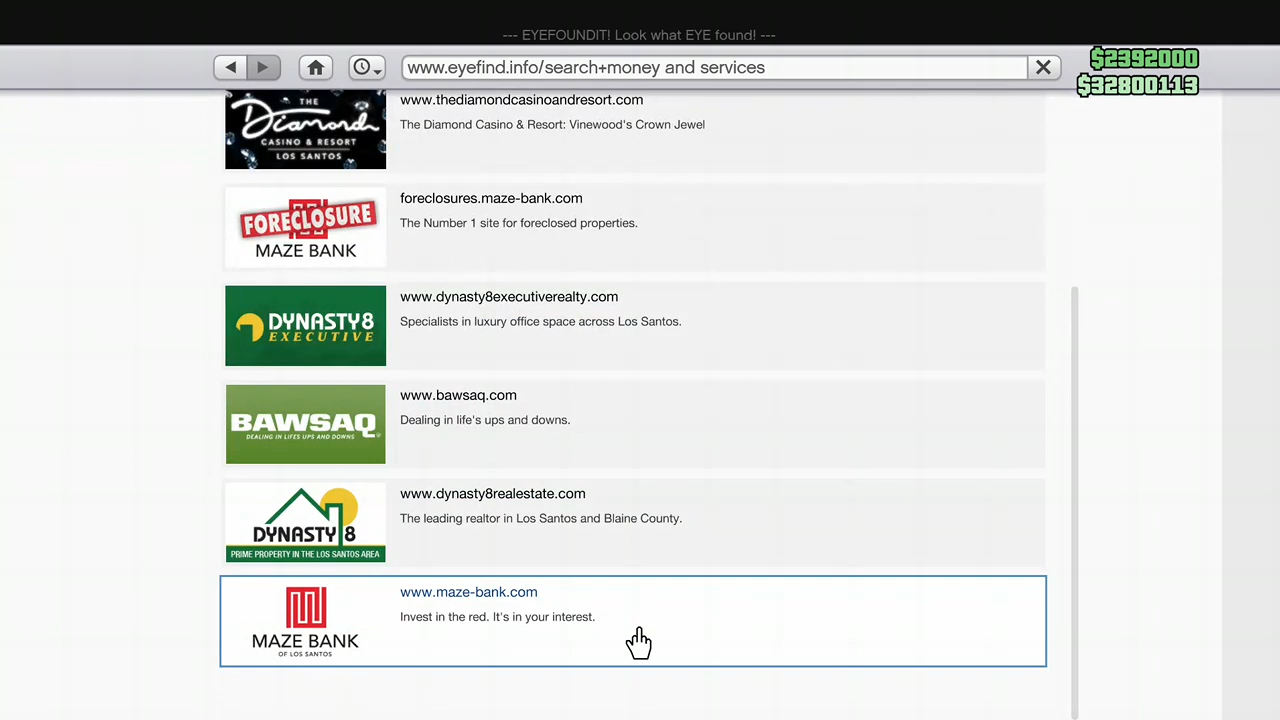 --- EYEFOUNDIT! Look what EYE found! ---
www.eyefind.info/search+money and services
$2392000
$32800113
THE
Diamond
CASINO & RESORT
LOS SANTOS
www.thediamondcasinoandresort.com
The Diamond Casino & Resort: Vinewood's Crown Jewel
FORECLOSURE
MAZE BANK
foreclosures.maze-bank.com
The Number 1 site for foreclosed properties.
DYNASTY8
EXECUTIVE
www.dynasty8executiverealty.com
Specialists in luxury office space across Los Santos.
BAWSAQ
DEALING IN LIFES UPS AND DOWNS
www.bawsaq.com
Dealing in life's ups and downs.
DYNASTY 8
PRIME PROPERTY IN THE LOS SANTOS AREA
www.dynasty8realestate.com
The leading realtor in Los Santos and Blaine County.
MAZE BANK
OF LOS SANTOS
www.maze-bank.com
Invest in the red. It's in your interest.